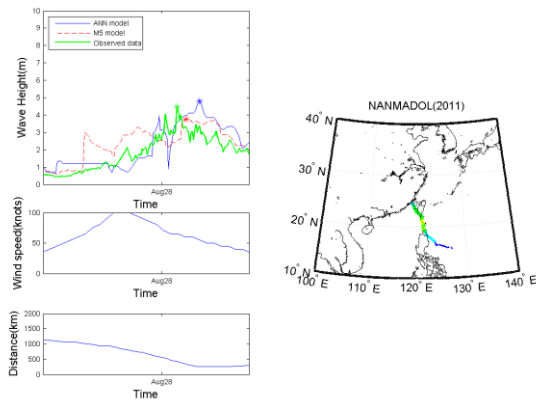 ANN model
M5 model
Observed data
10
9
8
7
6
5
4
3
2
1
0
Wave Height(m)
Aug28
Time
100
50
0
Wind speed(knots)
Aug28
Time
2000
1500
1000
500
0
Distance(km)
Aug28
Time
NANMADOL(2011)
40° N
30° N
20° N
10° N
100° E
110° E
120° E
130° E
140° E